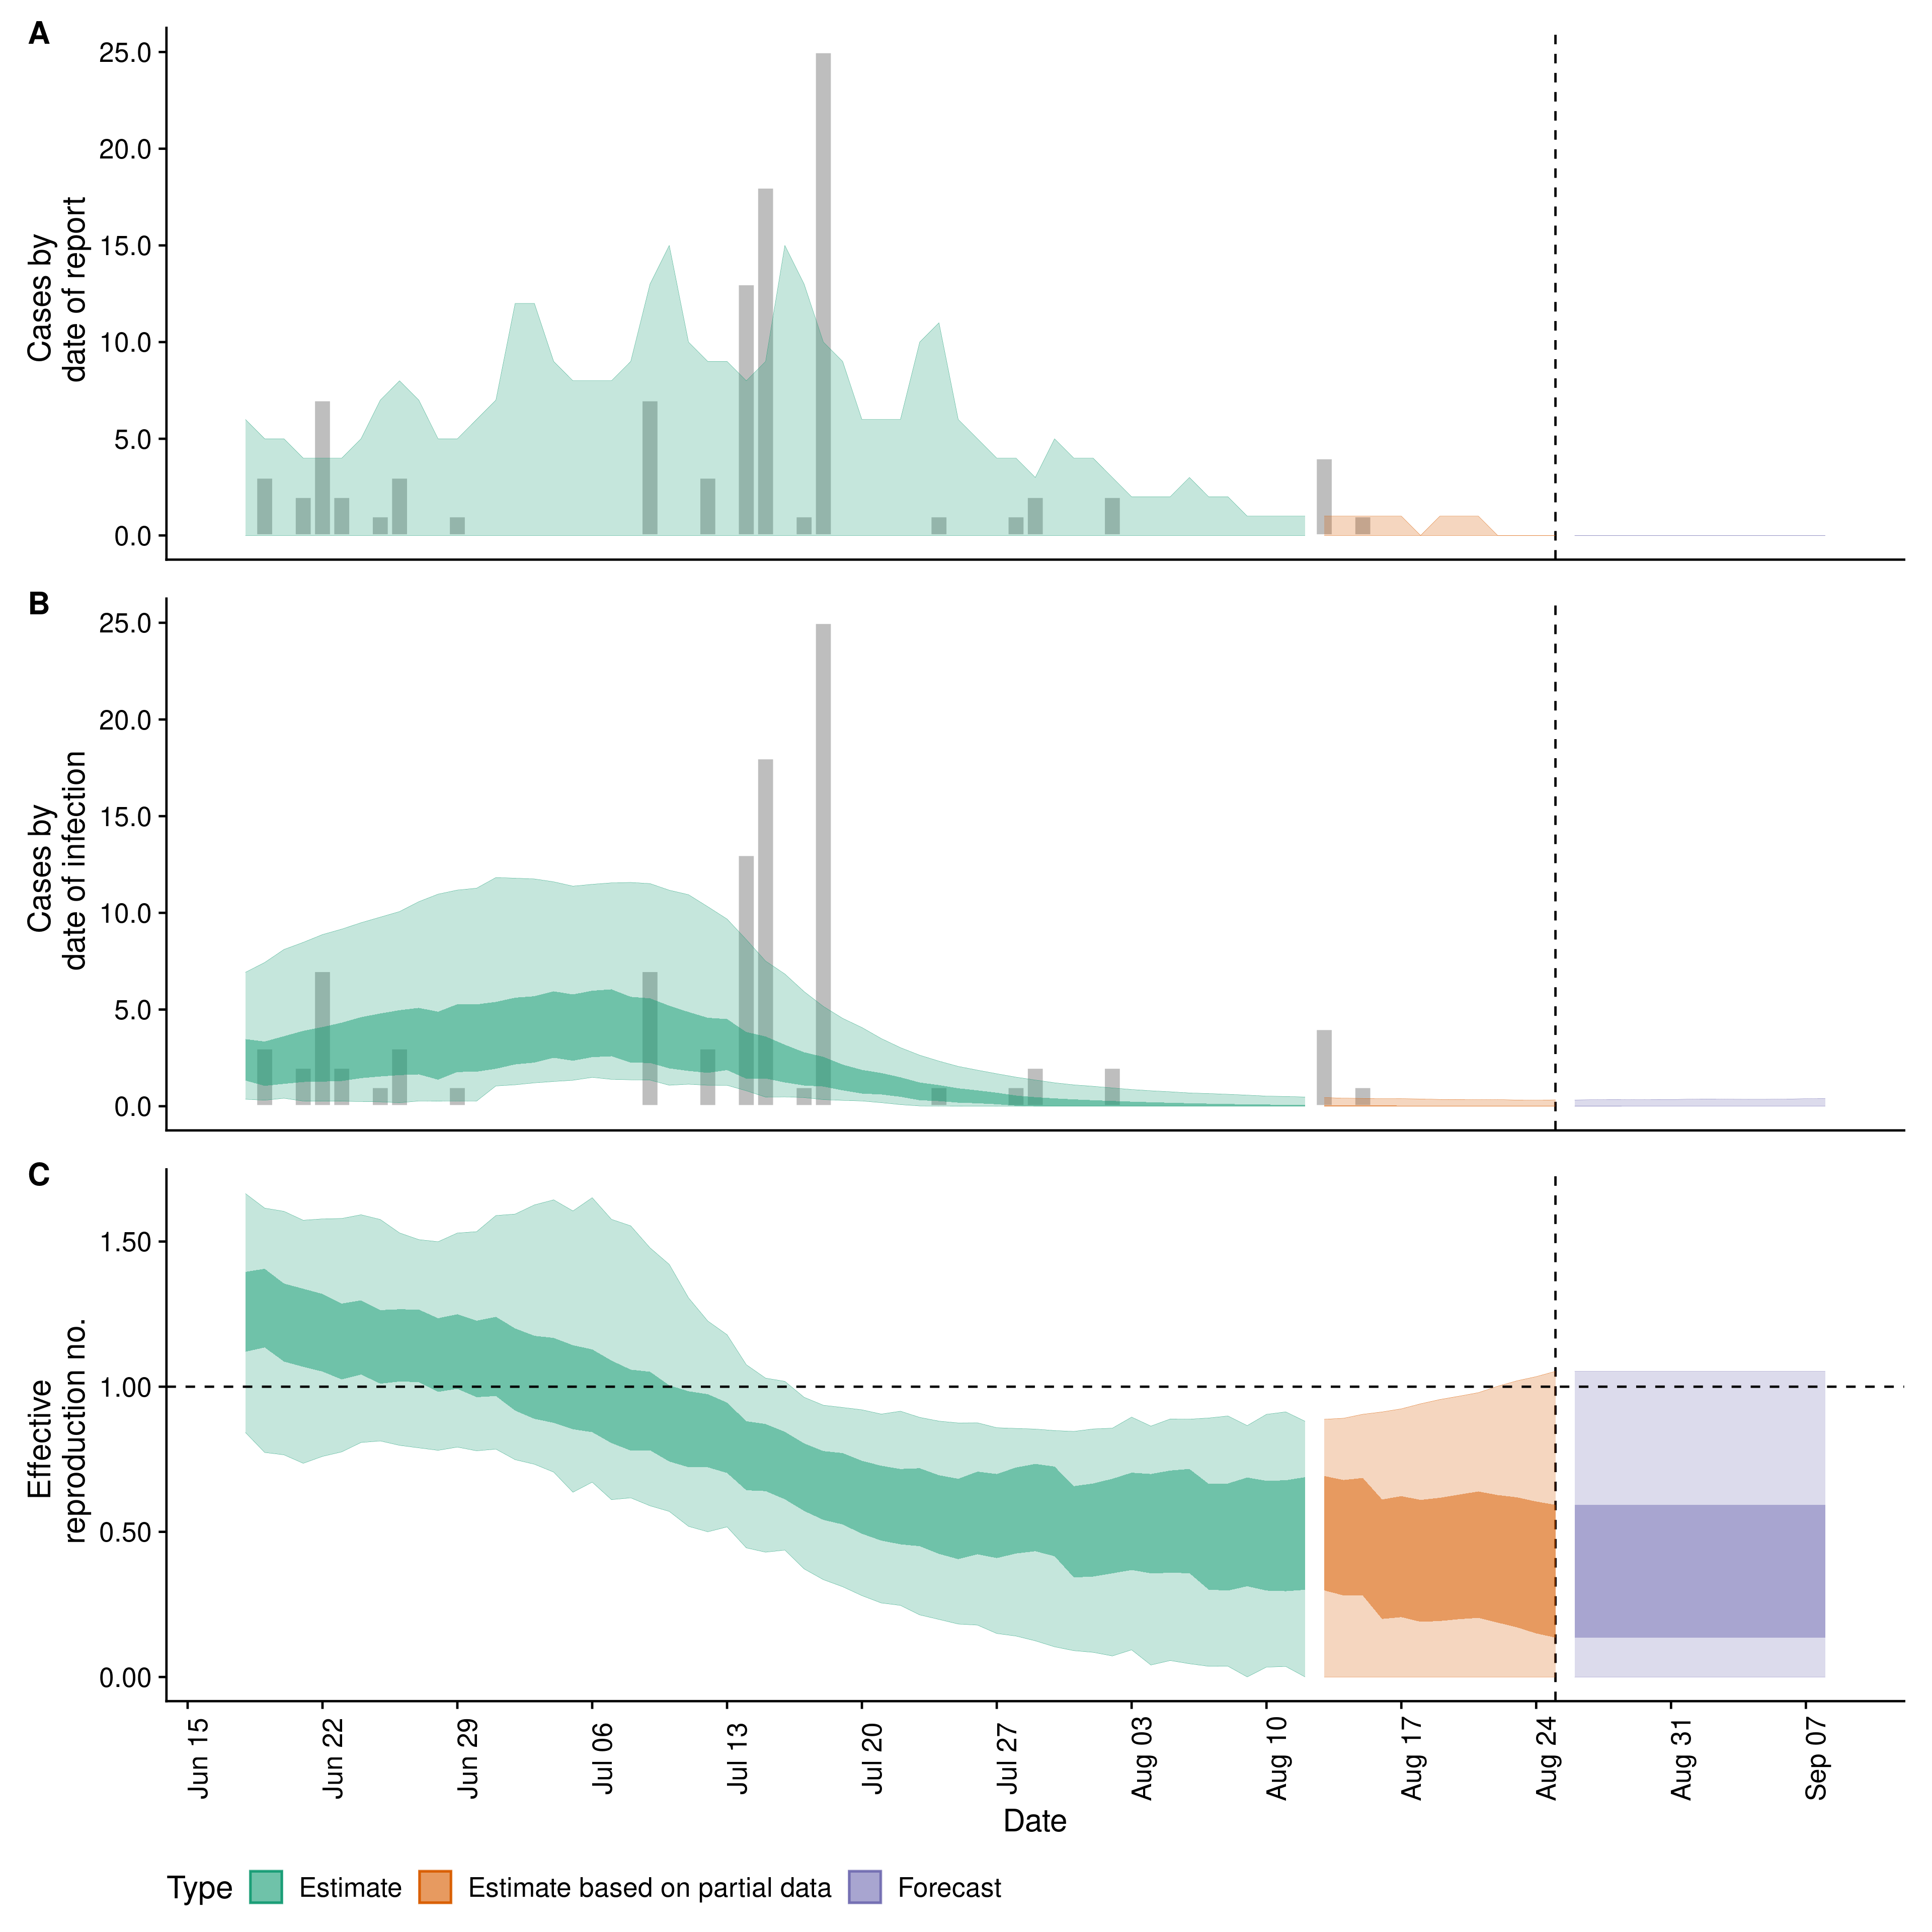 A
25.0
20.0
15.0
10.0
5.0
0.0
Cases by
date of report
B
25.0
20.0
15.0
10.0
5.0
0.0
Cases by
date of infection
C
1.50
1.00
0.50
0.00
Effective
reproduction no.
Jun 15
Jun 22
Jun 29
Jul 06
Jul 13
Jul 20
Jul 27
Aug 03
Aug 10
Aug 17
Aug 24
Aug 31
Sep 07
Date
Type Estimate Estimate based on partial data Forecast